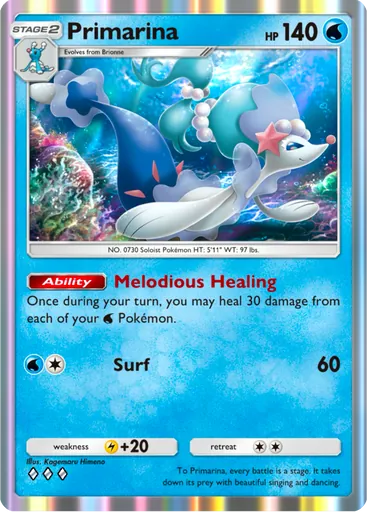 STAGE 2 Primarina HP 140
Evolves from Brionne
NO. 0730 Soloist Pokémon HT: 5'11" WT: 97 lbs.
Ability Melodious Healing
Once during your turn, you may heal 30 damage from
each of your Pokémon.
Surf 60
weakness +20 retreat
Illus. Kagemaru Himeno
To Primarina, every battle is a stage. It takes
down its prey with beautiful singing and dancing.